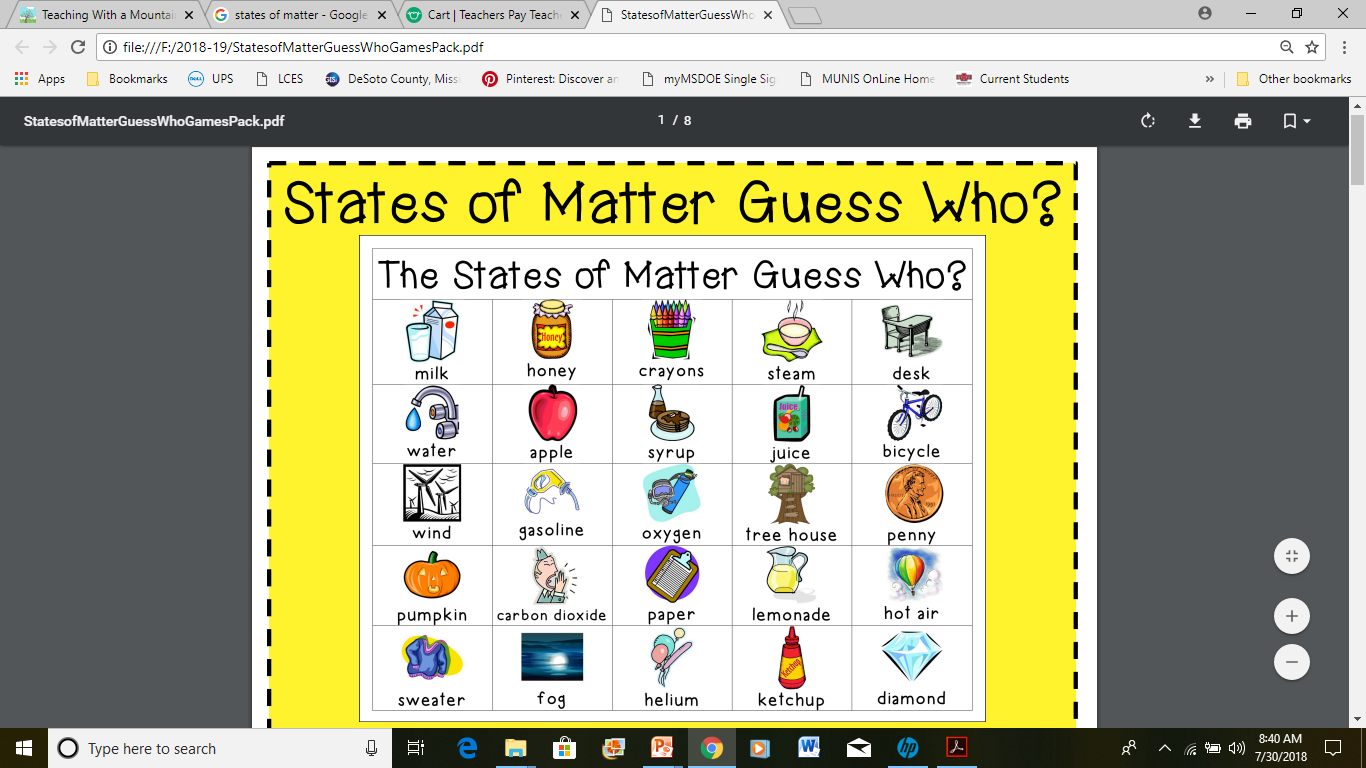 Teaching With a Mountai
states of matter - Google
Cart | Teachers Pay Teach
StatesofMatterGuessWho
file:///F:/2018-19/StatesofMatterGuessWhoGamesPack.pdf
Apps Bookmarks UPS LCES DeSoto County, Miss Pinterest: Discover an myMSDOE Single Sig MUNIS OnLine Home Current Students » Other bookmarks
StatesofMatterGuessWhoGamesPack.pdf 1 / 8
States of Matter Guess Who?
The States of Matter Guess Who?
Honey
milk honey crayons steam desk
Juice
water apple syrup juice bicycle
wind gasoline oxygen tree house penny
pumpkin carbon dioxide paper lemonade hot air
Ketchup
sweater fog helium ketchup diamond
Type here to search
8:40 AM
7/30/2018